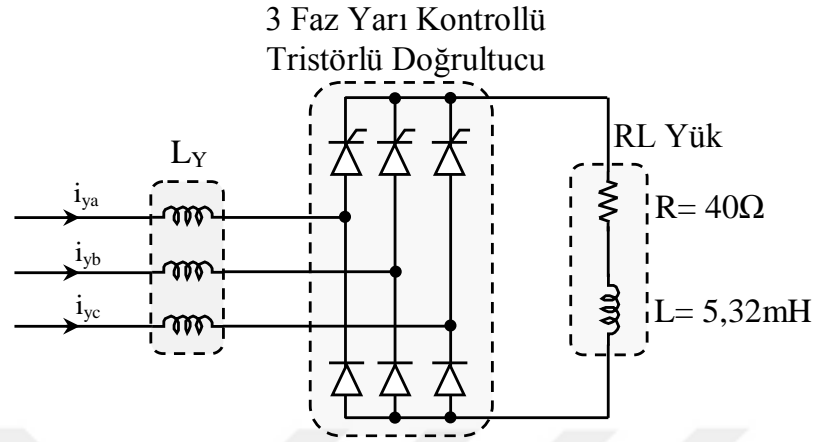 3 Faz Yarı Kontrollü
Tristörlü Doğrultucu
L_Y
RL Yük
i_ya
R= 40Ω
i_yb
i_yc
L= 5,32mH